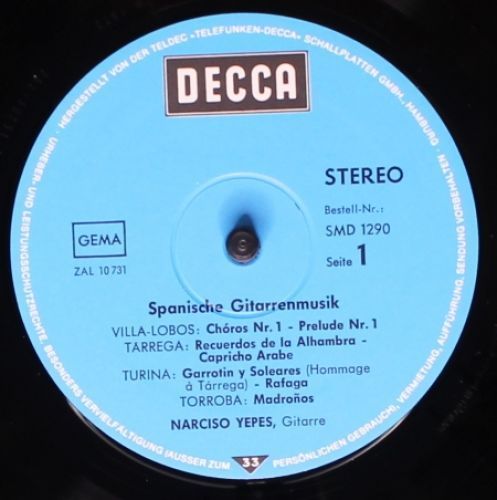 HERGESTELLT VON DER TELDEC »TELEFUNKEN-DECCA« SCHALLPLATTEN GMBH., HAMBURG
URHEBER- UND LEISTUNGSSCHUTZRECHTE, BESONDERS VERVIELFÄLTIGUNG (AUSSER ZUM PERSÖNLICHEN GEBRAUCH), VERMIETUNG, AUFFÜHRUNG, SENDUNG VORBEHALTEN
DECCA
STEREO
Bestell-Nr.:
SMD 1290
Seite 1
GEMA
ZAL 10 731
Spanische Gitarrenmusik
VILLA-LOBOS: Chóros Nr. 1 - Prelude Nr. 1
TARREGA: Recuerdos de la Alhambra -
Capricho Arabe
TURINA: Garrotin y Soleares (Hommage
à Tárrega) - Rafaga
TORROBA: Madroños
NARCISO YEPES, Gitarre
33